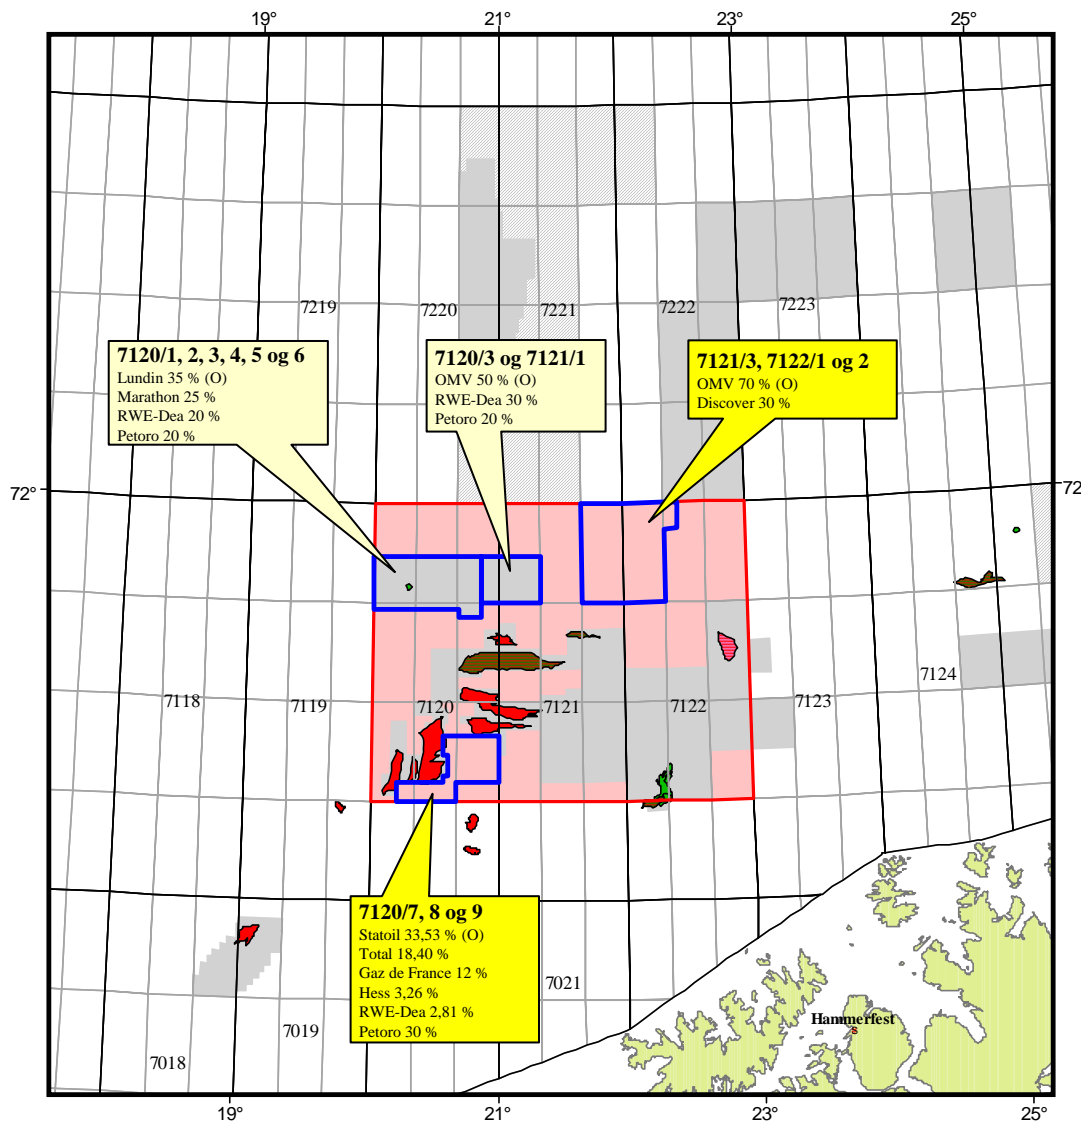 19°
21°
23°
25°
7219
7220
7221
7222
7223
7120/1, 2, 3, 4, 5 og 6
Lundin 35 % (O)
Marathon 25 %
RWE-Dea 20 %
Petoro 20 %
7120/3 og 7121/1
OMV 50 % (O)
RWE-Dea 30 %
Petoro 20 %
7121/3, 7122/1 og 2
OMV 70 % (O)
Discover 30 %
72°
72
7118
7119
7120
7121
7122
7123
7124
7120/7, 8 og 9
Statoil 33,53 % (O)
Total 18,40 %
Gaz de France 12 %
Hess 3,26 %
RWE-Dea 2,81 %
Petoro 30 %
7021
7019
7018
Hammerfest
19°
21°
23°
25°